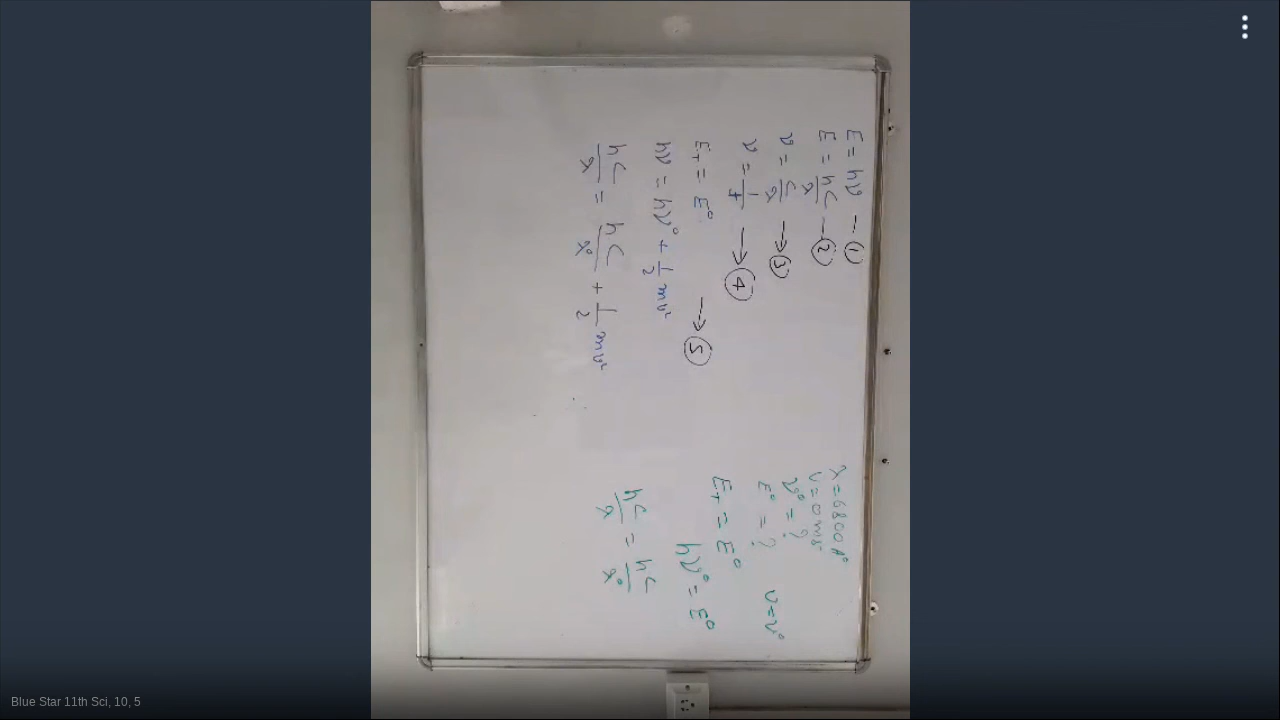 E = hν — ①
E = hc/λ — ②
ν = c/λ → ③
ν = 1/T → ④
E_T = E° → ⑤
hν = hν° + 1/2 mv²
hc/λ = hc/λ° + 1/2 mv²
λ = 6800 A°
v = 0 ms⁻
ν° = ?
E° = ? ν = ν°
E_T = E°
hν° = E°
hc/λ = hc/λ°
Blue Star 11th Sci, 10, 5